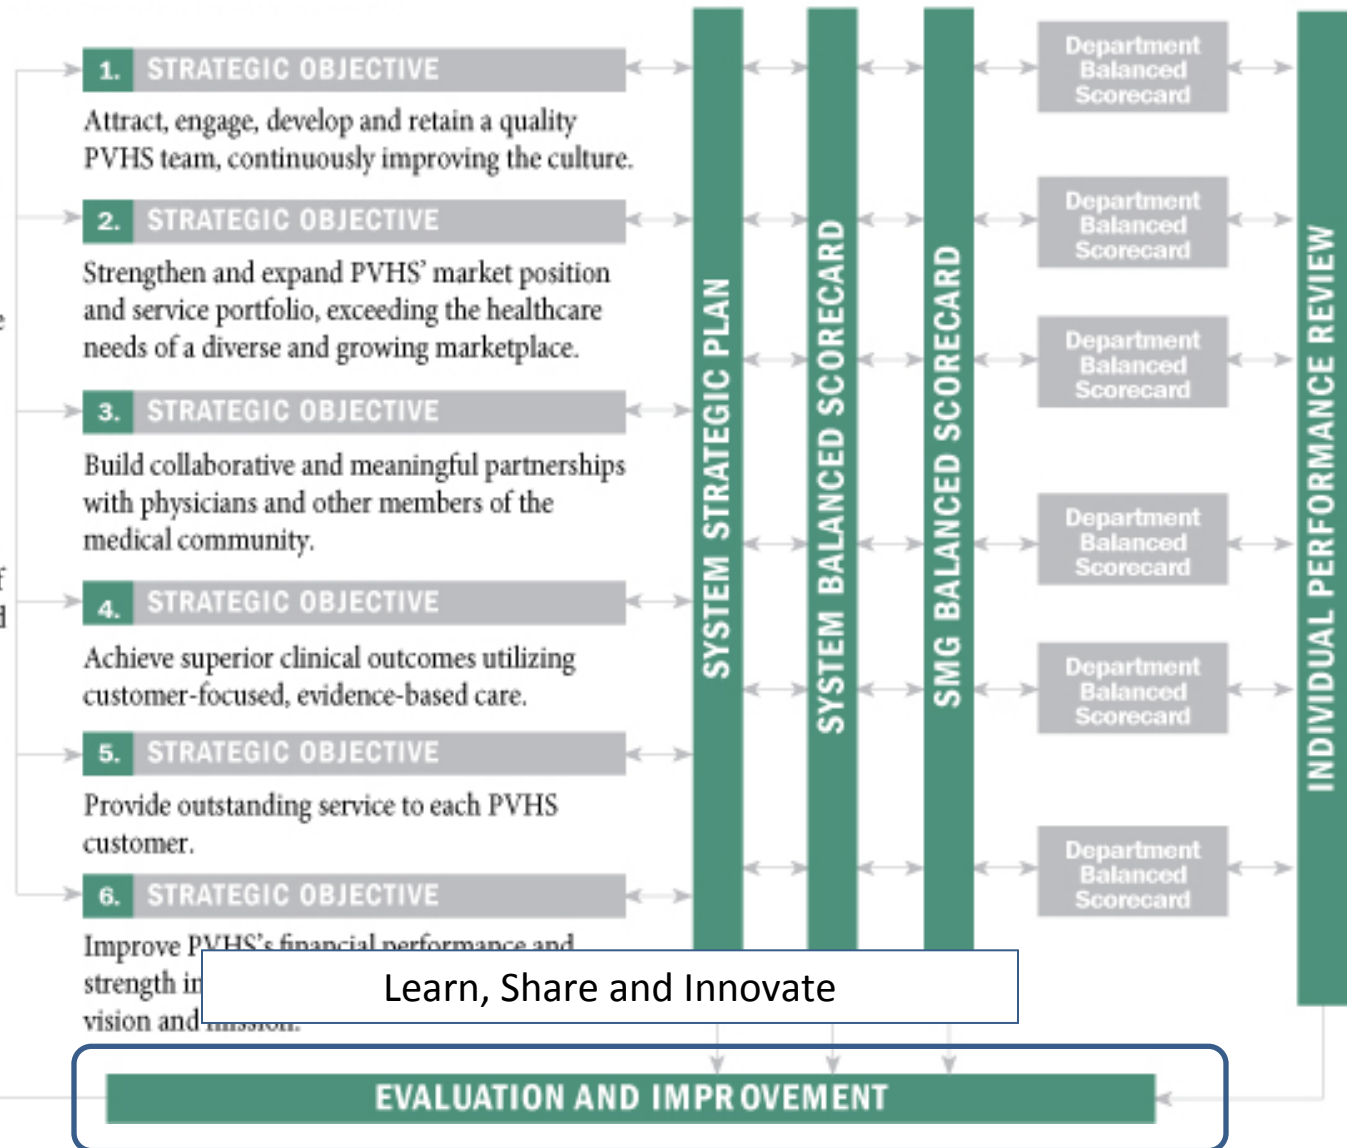 1. STRATEGIC OBJECTIVE
Attract, engage, develop and retain a quality
PVHS team, continuously improving the culture.
2. STRATEGIC OBJECTIVE
Strengthen and expand PVHS' market position
and service portfolio, exceeding the healthcare
needs of a diverse and growing marketplace.
3. STRATEGIC OBJECTIVE
Build collaborative and meaningful partnerships
with physicians and other members of the
medical community.
4. STRATEGIC OBJECTIVE
Achieve superior clinical outcomes utilizing
customer-focused, evidence-based care.
5. STRATEGIC OBJECTIVE
Provide outstanding service to each PVHS
customer.
6. STRATEGIC OBJECTIVE
Improve PVHS's financial performance and
strength in
vision and mission.
SYSTEM STRATEGIC PLAN
SYSTEM BALANCED SCORECARD
SMG BALANCED SCORECARD
Department
Balanced
Scorecard
Department
Balanced
Scorecard
Department
Balanced
Scorecard
Department
Balanced
Scorecard
Department
Balanced
Scorecard
Department
Balanced
Scorecard
INDIVIDUAL PERFORMANCE REVIEW
Learn, Share and Innovate
EVALUATION AND IMPROVEMENT